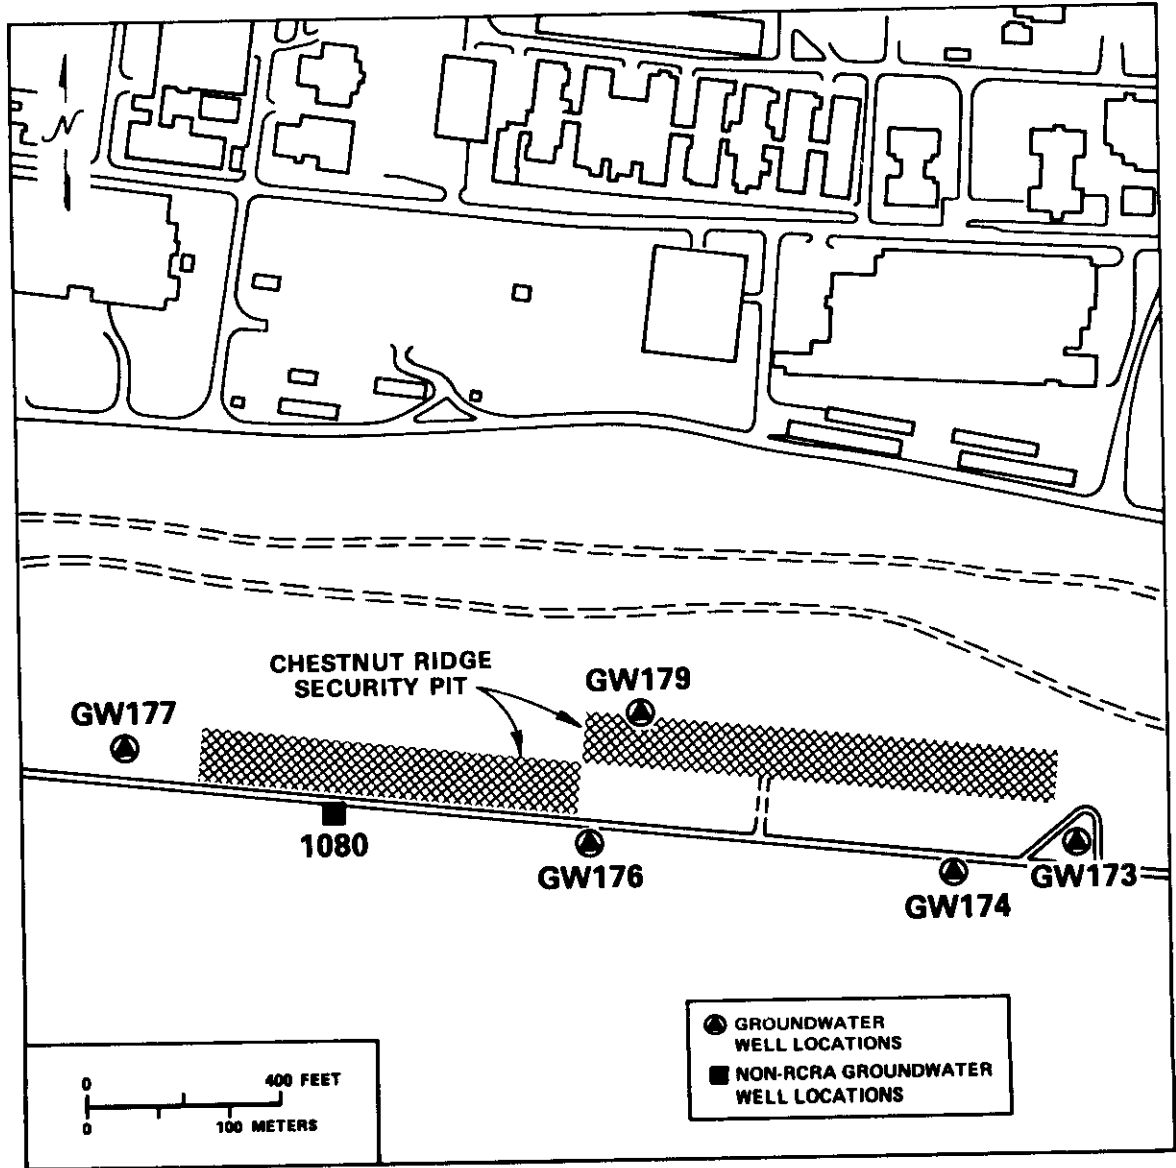 N
CHESTNUT RIDGE
SECURITY PIT
GW179
GW177
1080
GW176
GW174
GW173
GROUNDWATER
WELL LOCATIONS
NON-RCRA GROUNDWATER
WELL LOCATIONS
0 400 FEET
0 100 METERS